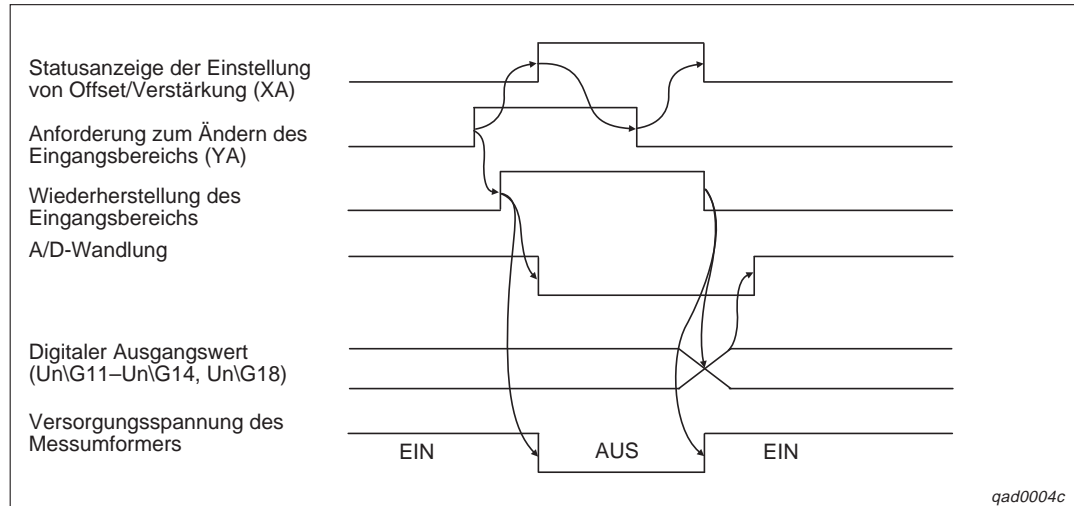 Statusanzeige der Einstellung
von Offset/Verstärkung (XA)
Anforderung zum Ändern des
Eingangsbereichs (YA)
Wiederherstellung des
Eingangsbereichs
A/D-Wandlung
Digitaler Ausgangswert
(Un\G11–Un\G14, Un\G18)
Versorgungsspannung des
Messumformers
EIN AUS EIN
qad0004c